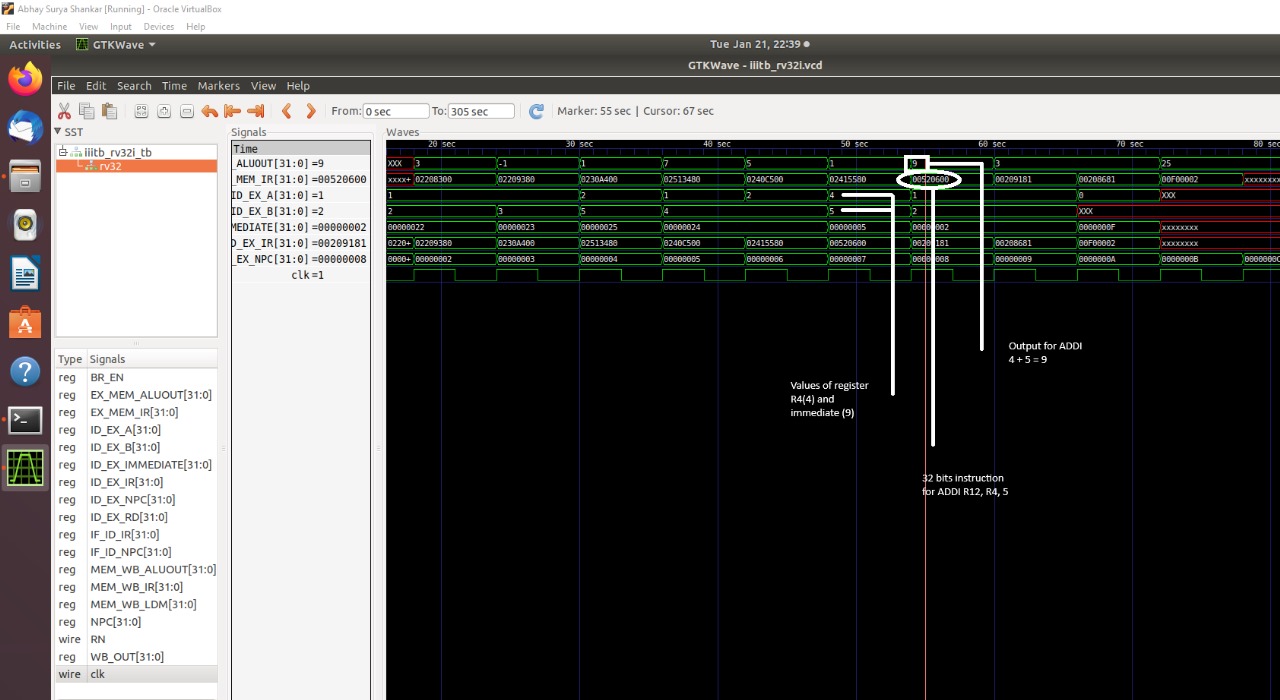 Abhay Surya Shankar [Running] - Oracle VirtualBox
File Machine View Input Devices Help
Activities GTKWave Tue Jan 21, 22:39
GTKWave - iiitb_rv32i.vcd
File Edit Search Time Markers View Help
From: 0 sec To: 305 sec Marker: 55 sec | Cursor: 67 sec
SST
iiitb_rv32i_tb
rv32
Type Signals
reg BR_EN
reg EX_MEM_ALUOUT[31:0]
reg EX_MEM_IR[31:0]
reg ID_EX_A[31:0]
reg ID_EX_B[31:0]
reg ID_EX_IMMEDIATE[31:0]
reg ID_EX_IR[31:0]
reg ID_EX_NPC[31:0]
reg ID_EX_RD[31:0]
reg IF_ID_IR[31:0]
reg IF_ID_NPC[31:0]
reg MEM_WB_ALUOUT[31:0]
reg MEM_WB_IR[31:0]
reg MEM_WB_LDM[31:0]
reg NPC[31:0]
wire RN
reg WB_OUT[31:0]
wire clk
Signals
Time
_ALUOUT[31:0] =9
_MEM_IR[31:0] =00520600
ID_EX_A[31:0] =1
ID_EX_B[31:0] =2
MEDIATE[31:0] =00000002
D_EX_IR[31:0] =00209181
_EX_NPC[31:0] =00000008
clk =1
Waves
20 sec 30 sec 40 sec 50 sec 60 sec 70 sec 80 sec
XXX 3 -1 1 7 5 1 9 3 25
xxxx+ 02208300 02209380 0230A400 02513480 0240C500 02415580 00520600 00209181 00208681 00F00002 xxxxxxxx
1 2 1 2 4 1 0 XXX
2 3 5 4 5 2 XXX
00000022 00000023 00000025 00000024 00000005 00000002 0000000F xxxxxxxx
0220+ 02209380 0230A400 02513480 0240C500 02415580 00520600 00209181 00208681 00F00002 xxxxxxxx
0000+ 00000002 00000003 00000004 00000005 00000006 00000007 00000008 00000009 0000000A 0000000B 0000000C
Output for ADDI
4 + 5 = 9
Values of register
R4(4) and
immediate (9)
32 bits instruction
for ADDI R12, R4, 5